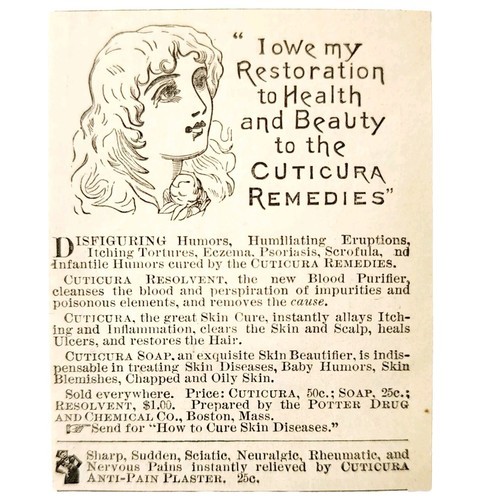 "I owe my
Restoration
to Health
and Beauty
to the
CUTICURA
REMEDIES"
DISFIGURING Humors, Humiliating Eruptions,
Itching Tortures, Eczema, Psoriasis, Scrofula, nd
Infantile Humors cured by the CUTICURA REMEDIES.
CUTICURA RESOLVENT, the new Blood Purifier,
cleanses the blood and perspiration of impurities and
poisonous elements, and removes the cause.
CUTICURA, the great Skin Cure, instantly allays Itch-
ing and Inflammation, clears the Skin and Scalp, heals
Ulcers, and restores the Hair.
CUTICURA SOAP, an exquisite Skin Beautifier, is indis-
pensable in treating Skin Diseases, Baby Humors, Skin
Blemishes, Chapped and Oily Skin.
Sold everywhere. Price: CUTICURA, 50c.; SOAP, 25c.;
RESOLVENT, $1.00. Prepared by the POTTER DRUG
AND CHEMICAL CO., Boston, Mass.
☞Send for "How to Cure Skin Diseases."
Sharp, Sudden, Sciatic, Neuralgic, Rheumatic, and
Nervous Pains instantly relieved by CUTICURA
ANTI-PAIN PLASTER. 25c.